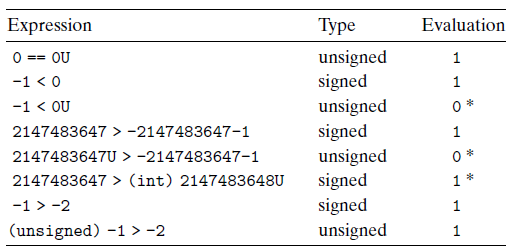 Expression Type Evaluation
0 == 0U unsigned 1
-1 < 0 signed 1
-1 < 0U unsigned 0 *
2147483647 > -2147483647-1 signed 1
2147483647U > -2147483647-1 unsigned 0 *
2147483647 > (int) 2147483648U signed 1 *
-1 > -2 signed 1
(unsigned) -1 > -2 unsigned 1